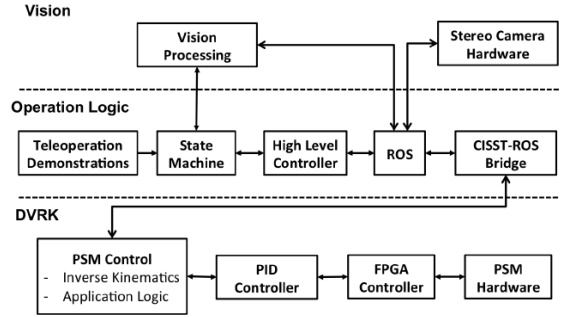 Vision
Vision
Processing
Stereo Camera
Hardware
Operation Logic
Teleoperation
Demonstrations
State
Machine
High Level
Controller
ROS
CISST-ROS
Bridge
DVRK
PSM Control
- Inverse Kinematics
- Application Logic
PID
Controller
FPGA
Controller
PSM
Hardware